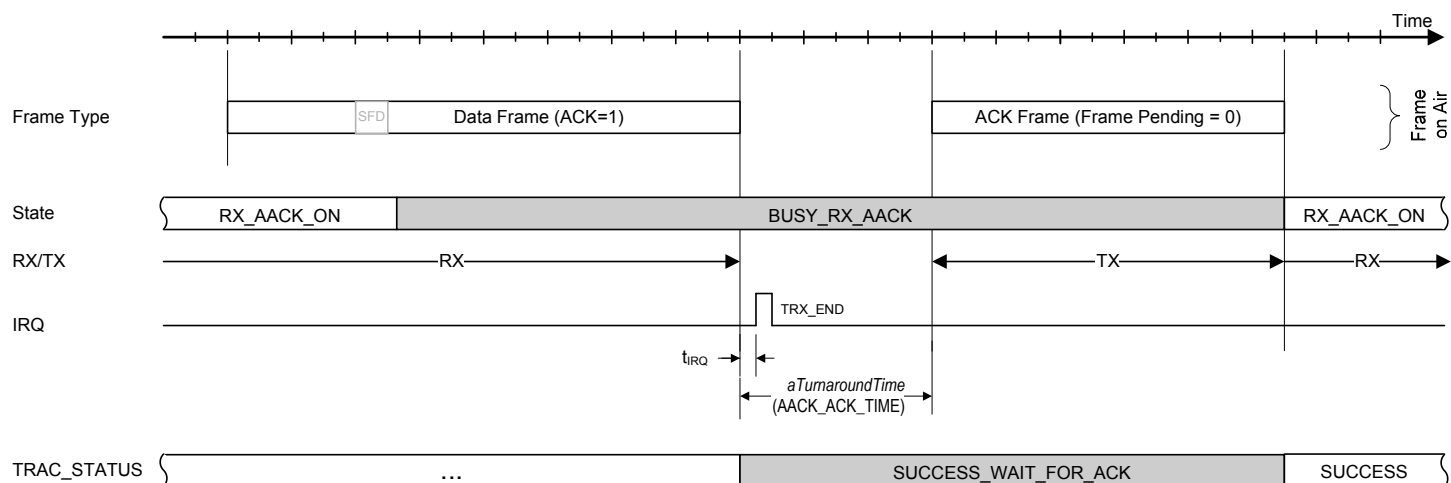 Time
Frame Type
SFD
Data Frame (ACK=1)
ACK Frame (Frame Pending = 0)
Frame
on Air
State
RX_AACK_ON
BUSY_RX_AACK
RX_AACK_ON
RX/TX
RX
TX
RX
IRQ
TRX_END
tIRQ
aTurnaroundTime
(AACK_ACK_TIME)
TRAC_STATUS
...
SUCCESS_WAIT_FOR_ACK
SUCCESS